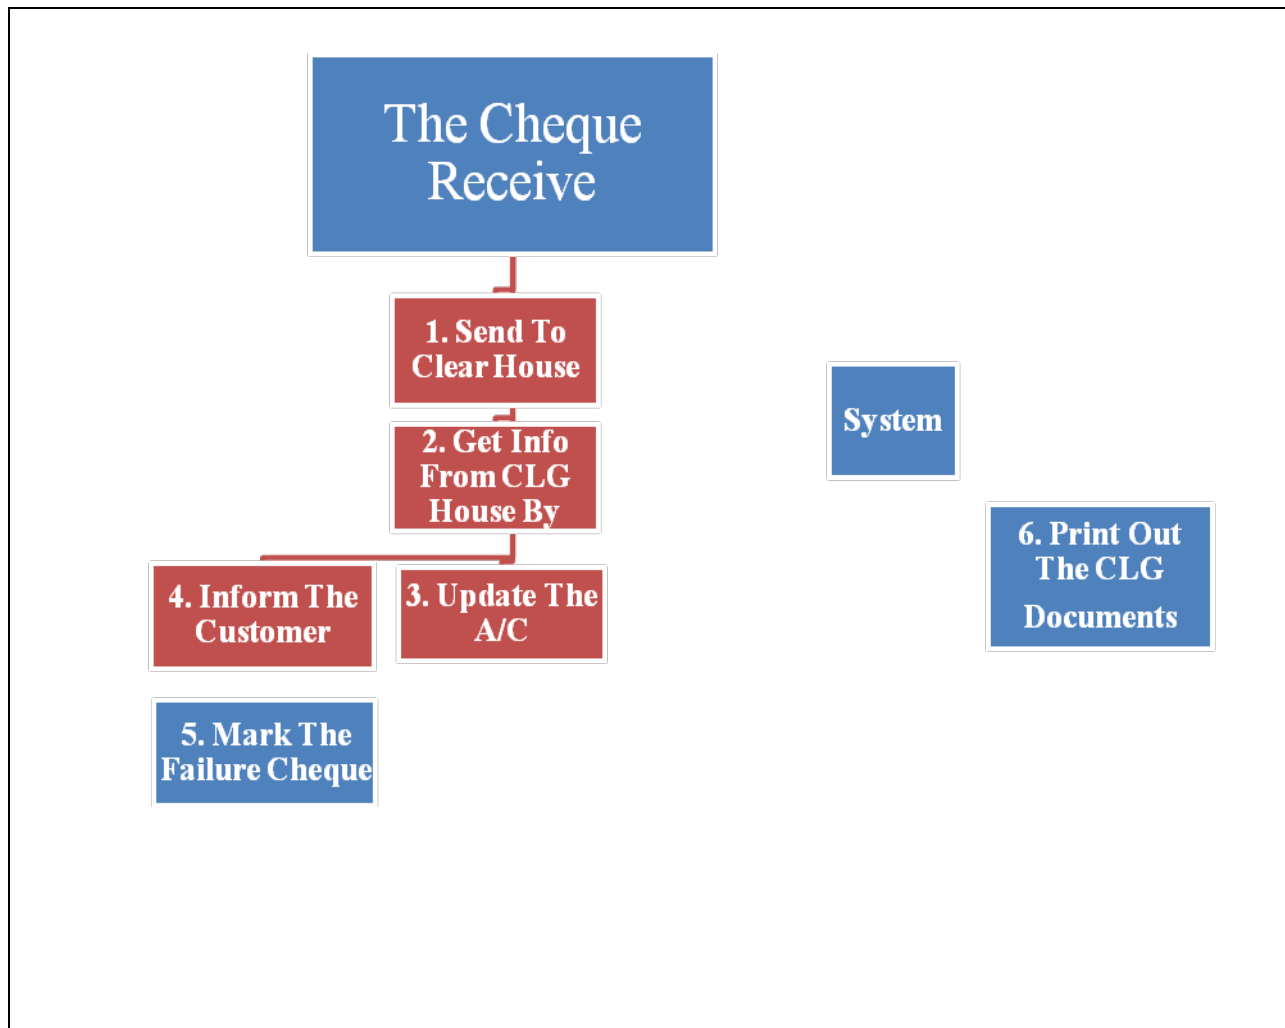 The Cheque
Receive
1. Send To
Clear House
System
2. Get Info
From CLG
House By
6. Print Out
The CLG
Documents
4. Inform The
Customer
3. Update The
A/C
5. Mark The
Failure Cheque